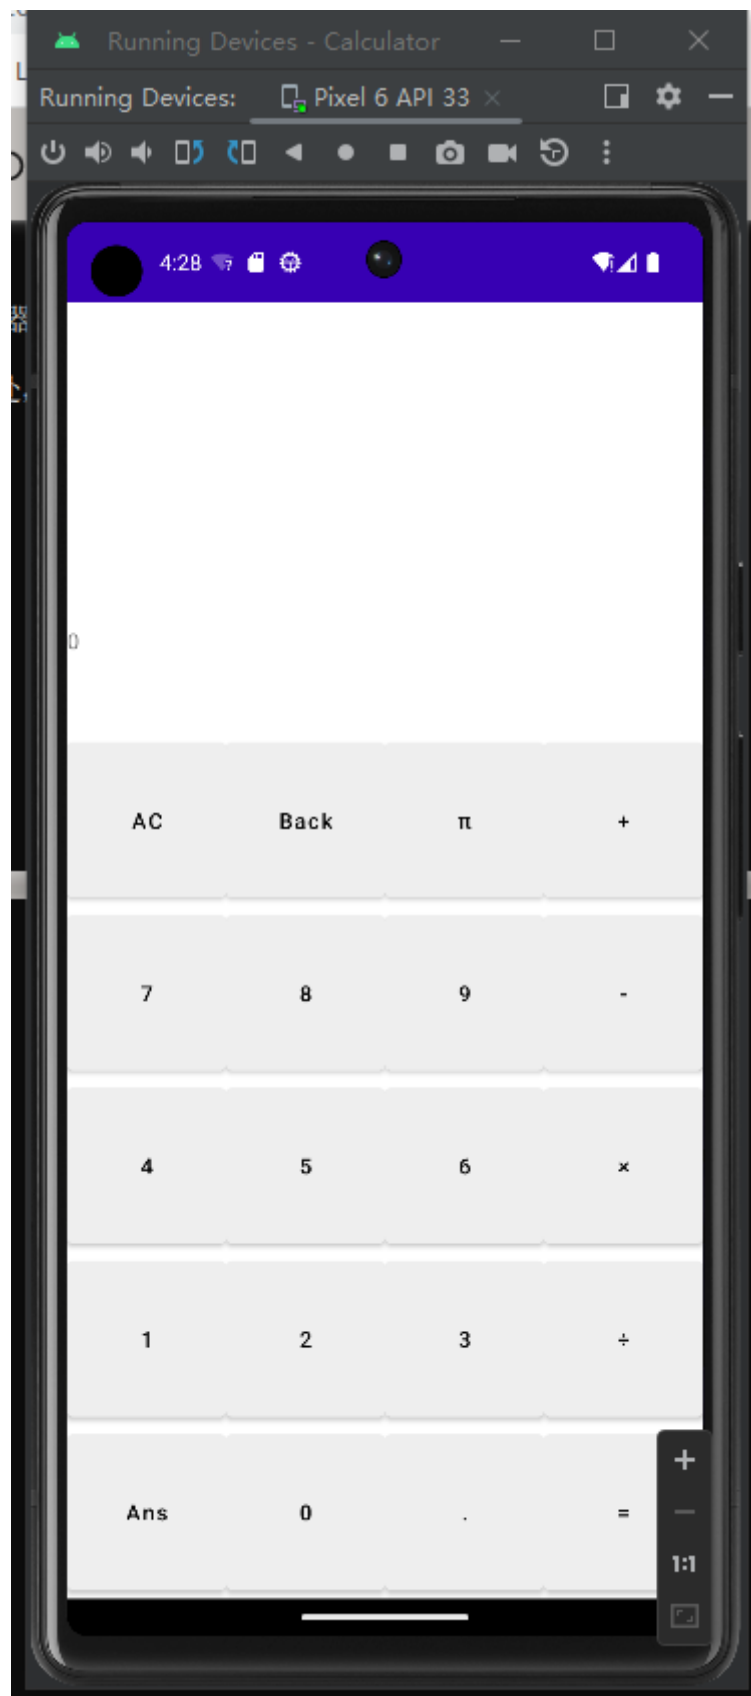 Running Devices - Calculator
Running Devices: Pixel 6 API 33
4:28
0
AC Back π +
7 8 9 -
4 5 6 ×
1 2 3 ÷
Ans 0 . =
1:1
器